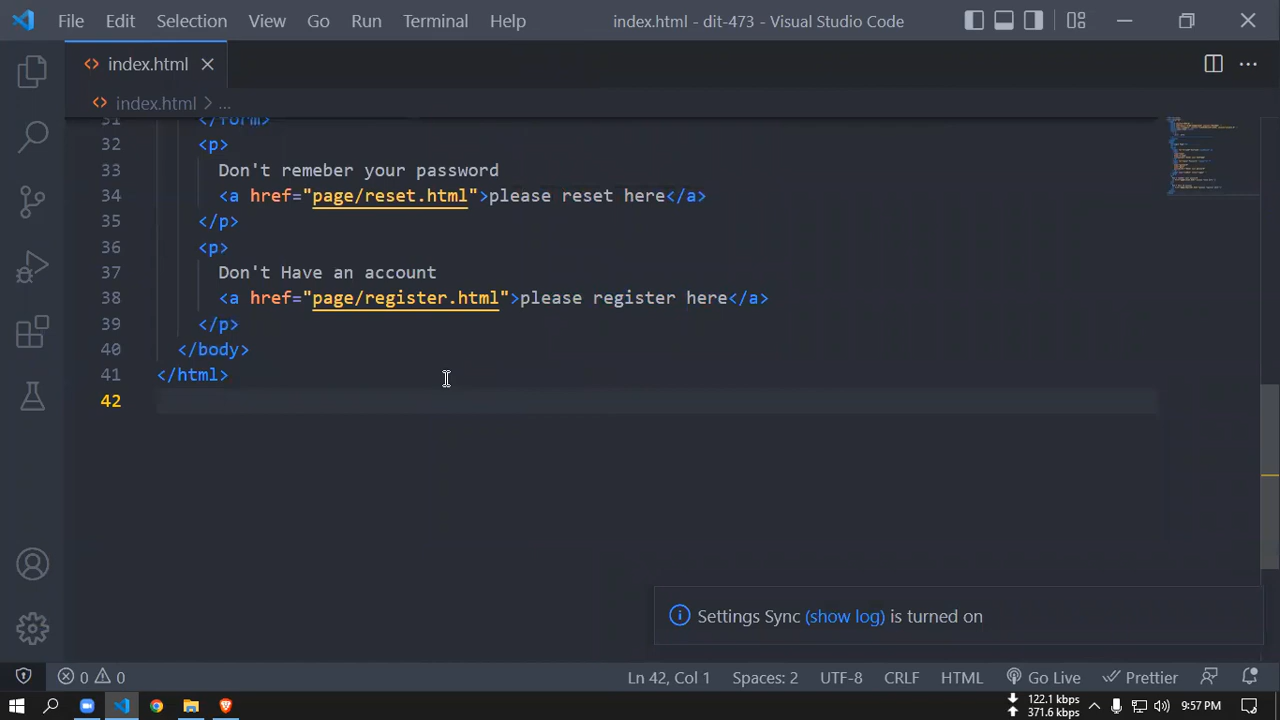 File Edit Selection View Go Run Terminal Help index.html - dit-473 - Visual Studio Code
index.html
index.html > ...
31 </form>
32 <p>
33 Don't remeber your password
34 <a href="page/reset.html">please reset here</a>
35 </p>
36 <p>
37 Don't Have an account
38 <a href="page/register.html">please register here</a>
39 </p>
40 </body>
41 </html>
42
Settings Sync (show log) is turned on
0 0 Ln 42, Col 1 Spaces: 2 UTF-8 CRLF HTML Go Live Prettier
122.1 kbps
371.6 kbps
9:57 PM